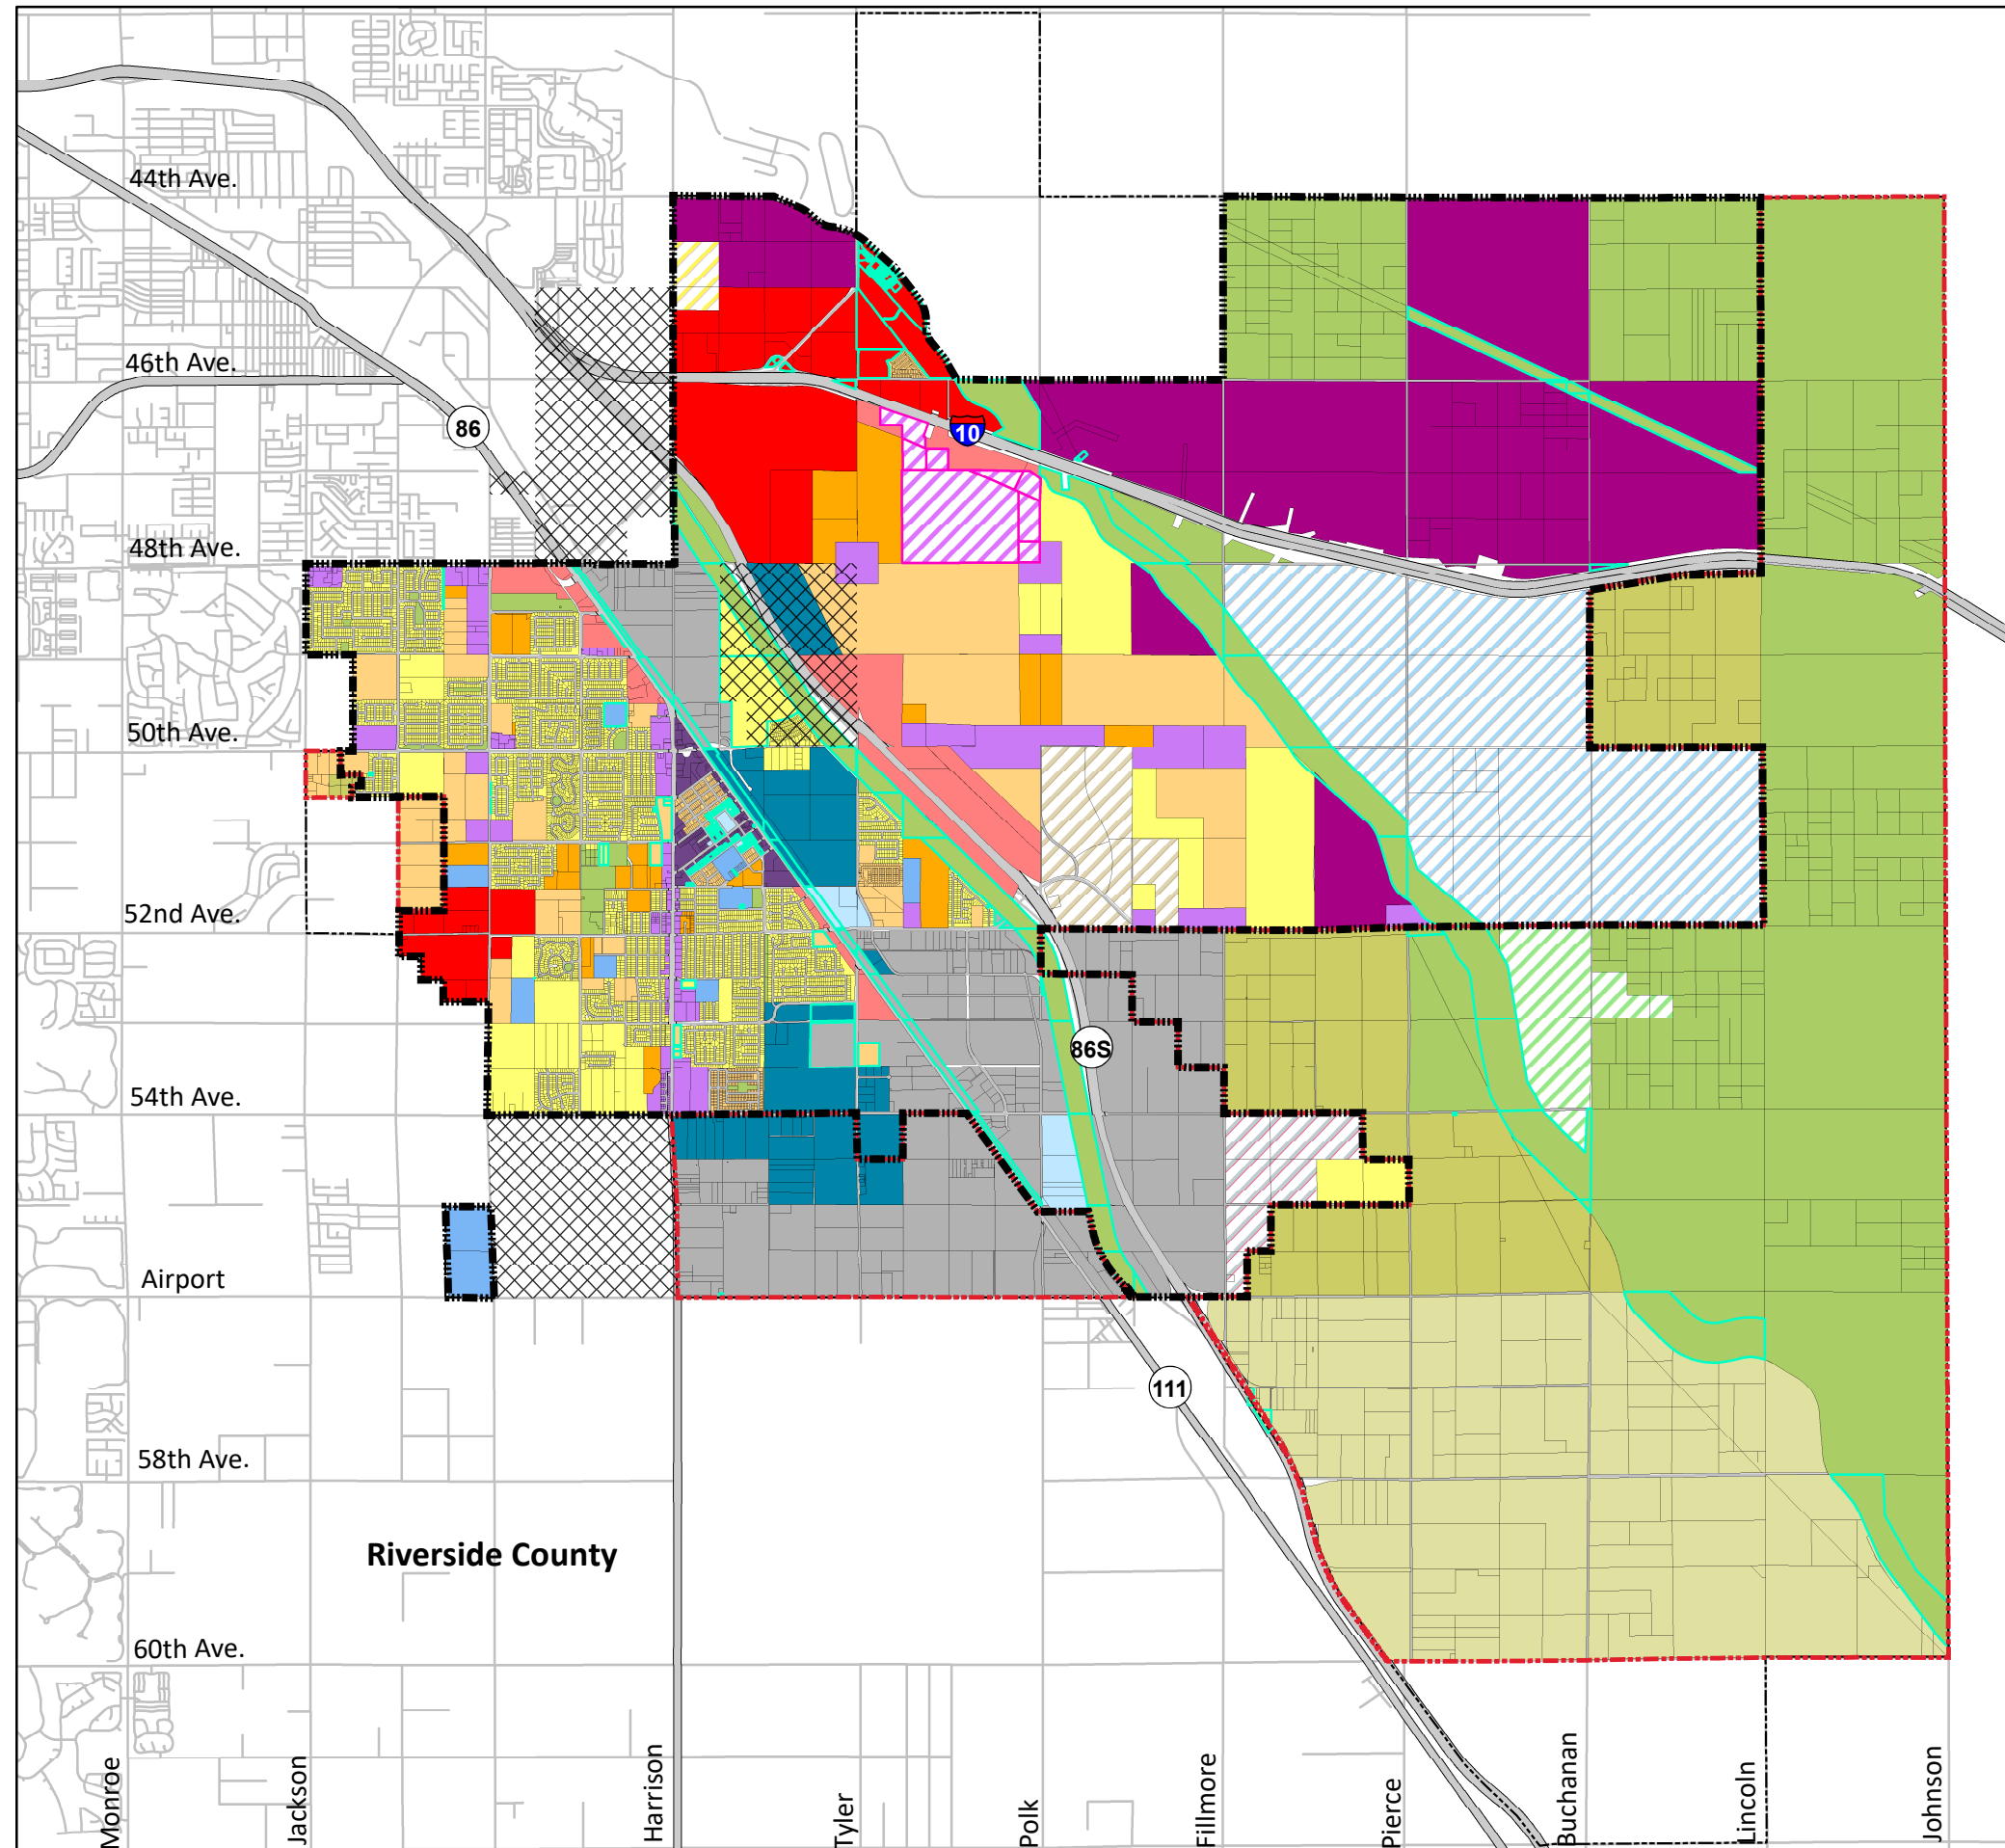 44th Ave.
46th Ave.
86
10
48th Ave.
50th Ave.
52nd Ave.
86S
54th Ave.
Airport
111
58th Ave.
Riverside County
60th Ave.
Monroe
Jackson
Harrison
Tyler
Polk
Fillmore
Pierce
Buchanan
Lincoln
Johnson